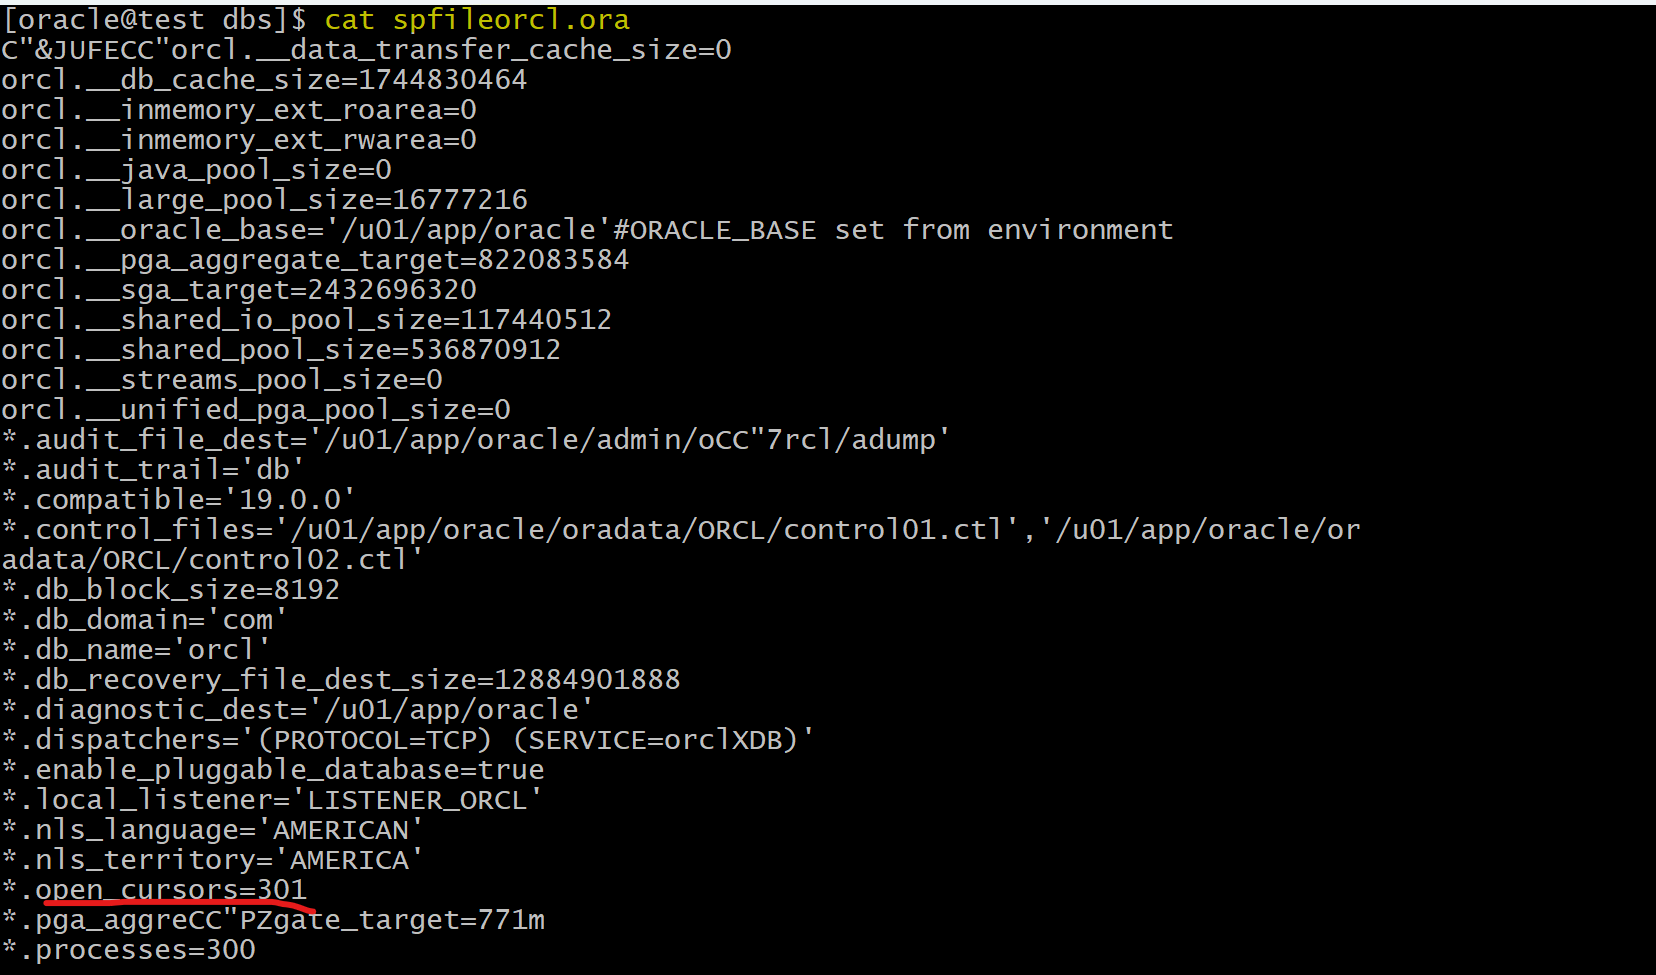 [oracle@test dbs]$ cat spfileorcl.ora
C"&JUFECC"orcl.__data_transfer_cache_size=0
orcl.__db_cache_size=1744830464
orcl.__inmemory_ext_roarea=0
orcl.__inmemory_ext_rwarea=0
orcl.__java_pool_size=0
orcl.__large_pool_size=16777216
orcl.__oracle_base='/u01/app/oracle'#ORACLE_BASE set from environment
orcl.__pga_aggregate_target=822083584
orcl.__sga_target=2432696320
orcl.__shared_io_pool_size=117440512
orcl.__shared_pool_size=536870912
orcl.__streams_pool_size=0
orcl.__unified_pga_pool_size=0
*.audit_file_dest='/u01/app/oracle/admin/oCC"7rcl/adump'
*.audit_trail='db'
*.compatible='19.0.0'
*.control_files='/u01/app/oracle/oradata/ORCL/control01.ctl','/u01/app/oracle/or
adata/ORCL/control02.ctl'
*.db_block_size=8192
*.db_domain='com'
*.db_name='orcl'
*.db_recovery_file_dest_size=12884901888
*.diagnostic_dest='/u01/app/oracle'
*.dispatchers='(PROTOCOL=TCP) (SERVICE=orclXDB)'
*.enable_pluggable_database=true
*.local_listener='LISTENER_ORCL'
*.nls_language='AMERICAN'
*.nls_territory='AMERICA'
*.open_cursors=301
*.pga_aggreCC"PZgate_target=771m
*.processes=300